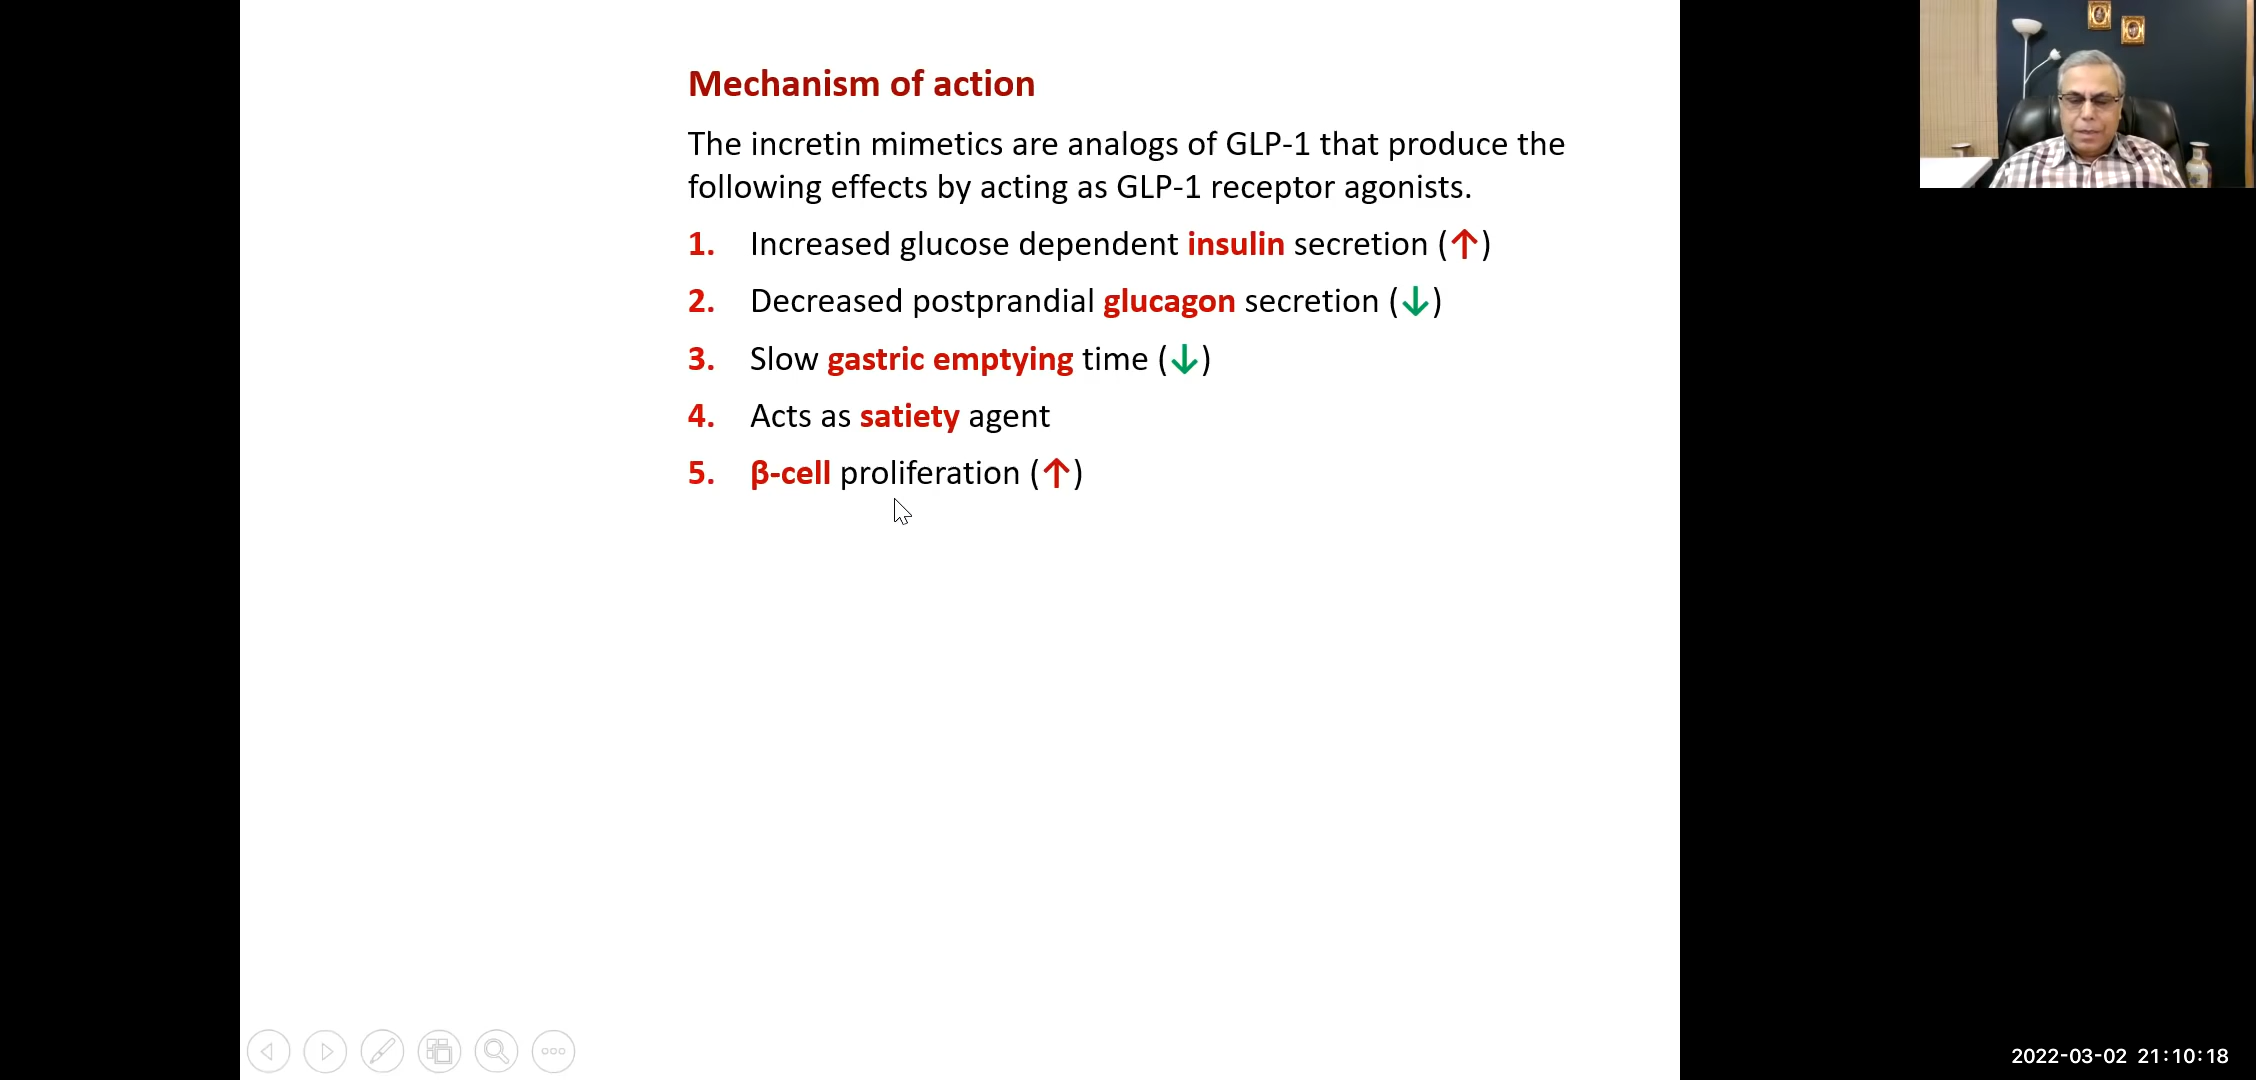 Mechanism of action
The incretin mimetics are analogs of GLP-1 that produce the
following effects by acting as GLP-1 receptor agonists.
1. Increased glucose dependent insulin secretion (↑)
2. Decreased postprandial glucagon secretion (↓)
3. Slow gastric emptying time (↓)
4. Acts as satiety agent
5. β-cell proliferation (↑)
2022-03-02 21:10:18